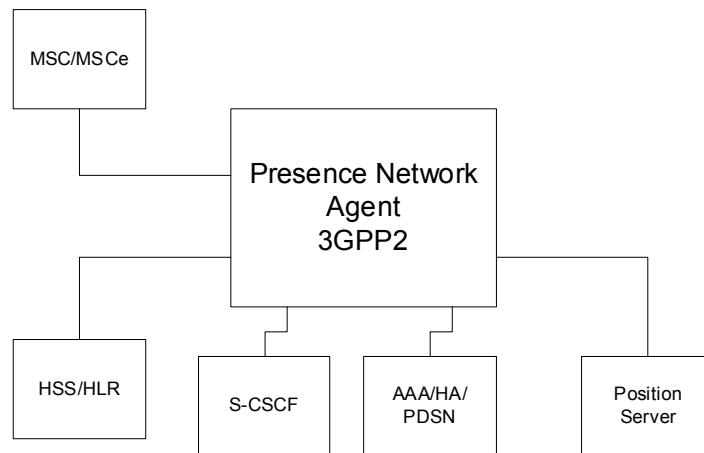 MSC/MSCe
Presence Network
Agent
3GPP2
HSS/HLR
S-CSCF
AAA/HA/
PDSN
Position
Server